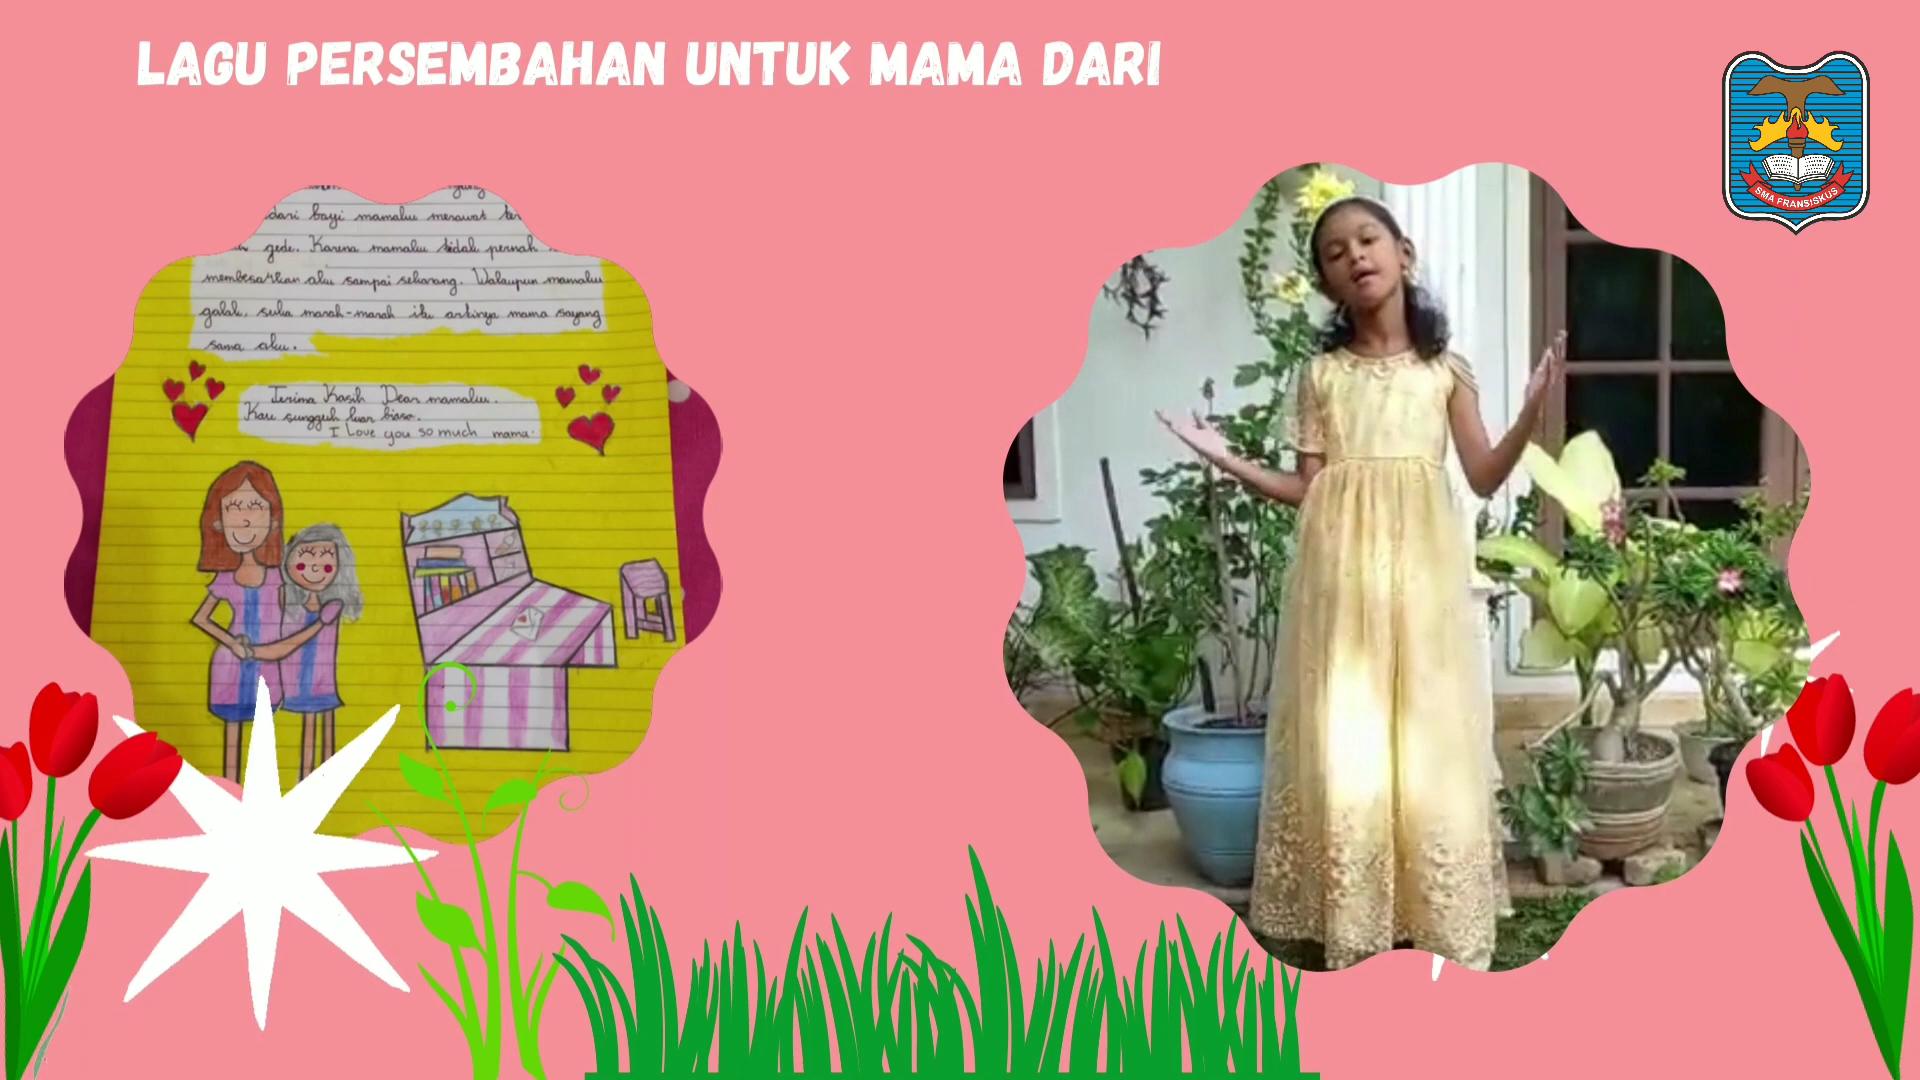 LAGU PERSEMBAHAN UNTUK MAMA DARI
SMA FRANSISKUS
dari bayi mamaku merawat
gede. Karena mamaku tidak pernah
membesarkan aku sampai sekarang. Walaupun mamaku
galak, suka marah-marah itu artinya mama sayang
sama aku.
Terima Kasih Dear mamaku.
Kau sungguh luar biasa.
I Love you so much mama.